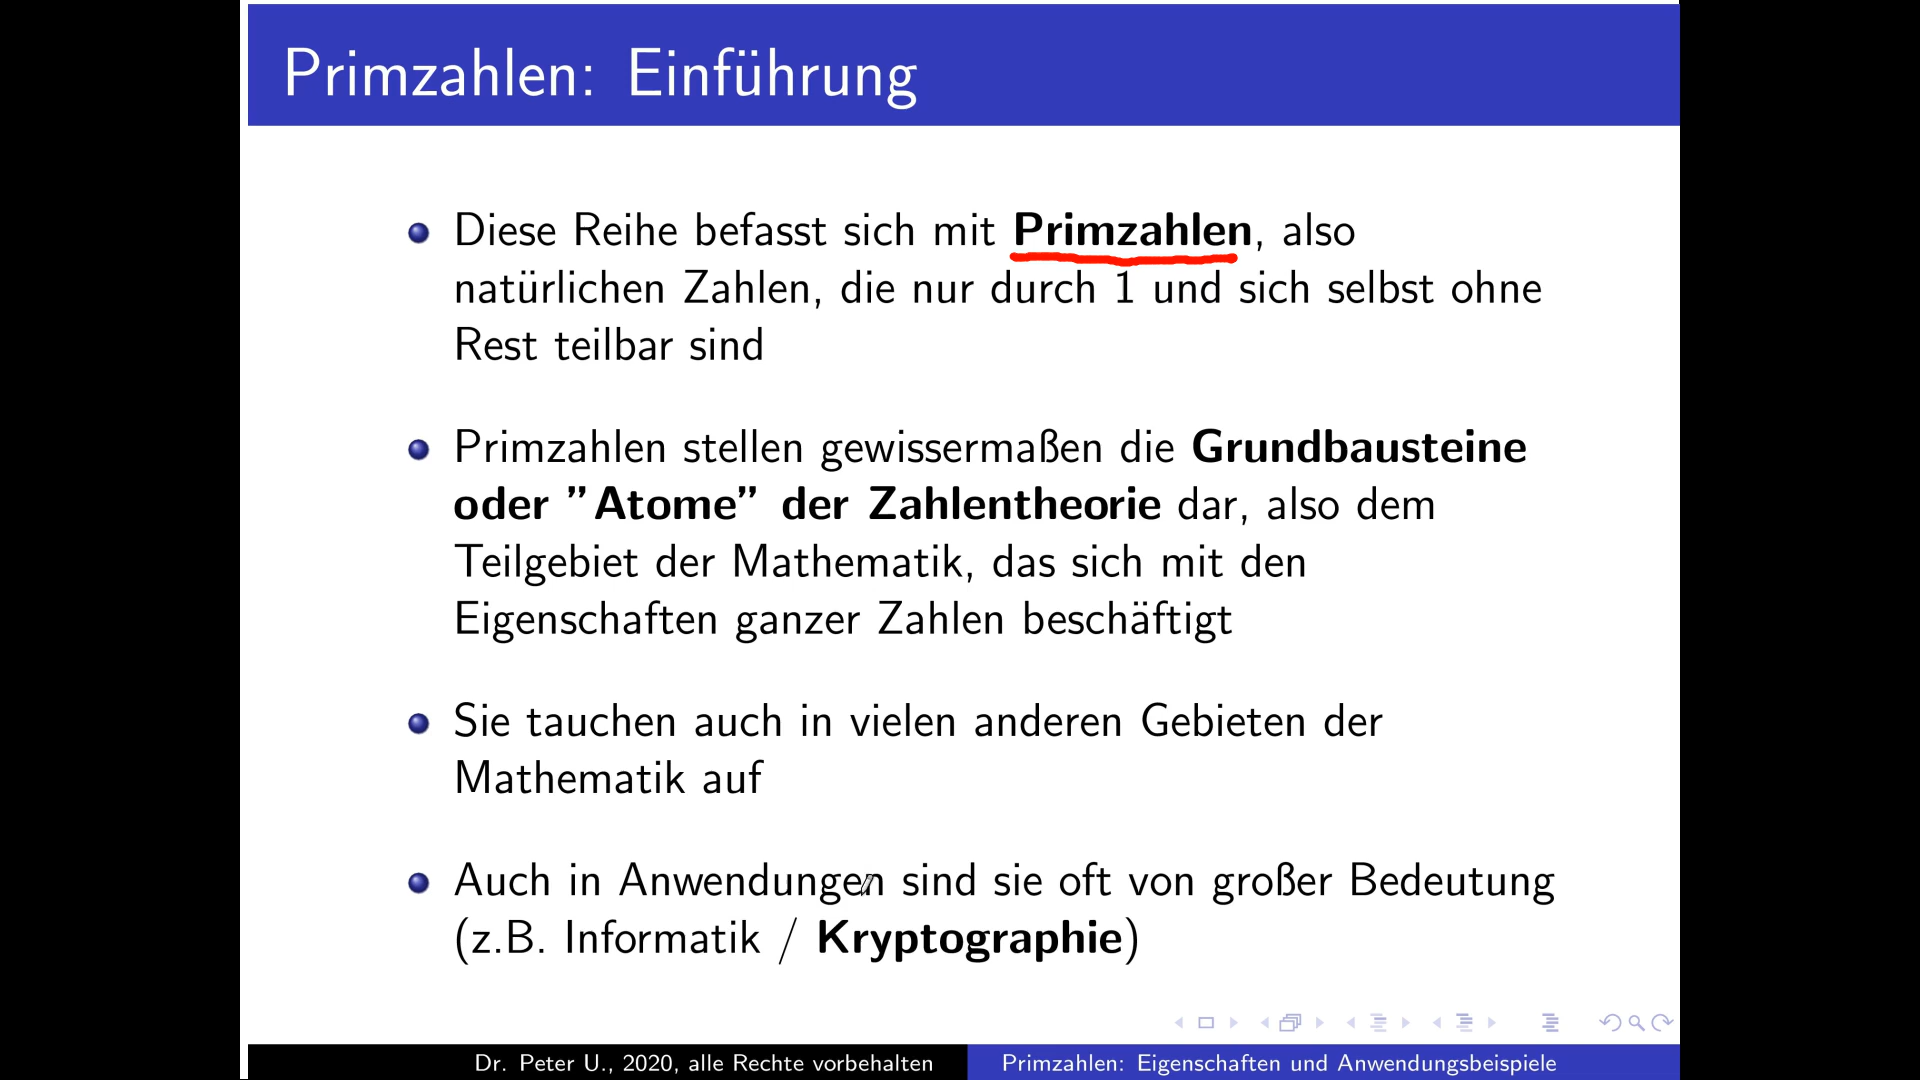 Primzahlen: Einführung
Diese Reihe befasst sich mit Primzahlen, also
natürlichen Zahlen, die nur durch 1 und sich selbst ohne
Rest teilbar sind
Primzahlen stellen gewissermaßen die Grundbausteine
oder ”Atome” der Zahlentheorie dar, also dem
Teilgebiet der Mathematik, das sich mit den
Eigenschaften ganzer Zahlen beschäftigt
Sie tauchen auch in vielen anderen Gebieten der
Mathematik auf
Auch in Anwendungen sind sie oft von großer Bedeutung
(z.B. Informatik / Kryptographie)
Dr. Peter U., 2020, alle Rechte vorbehalten
Primzahlen: Eigenschaften und Anwendungsbeispiele